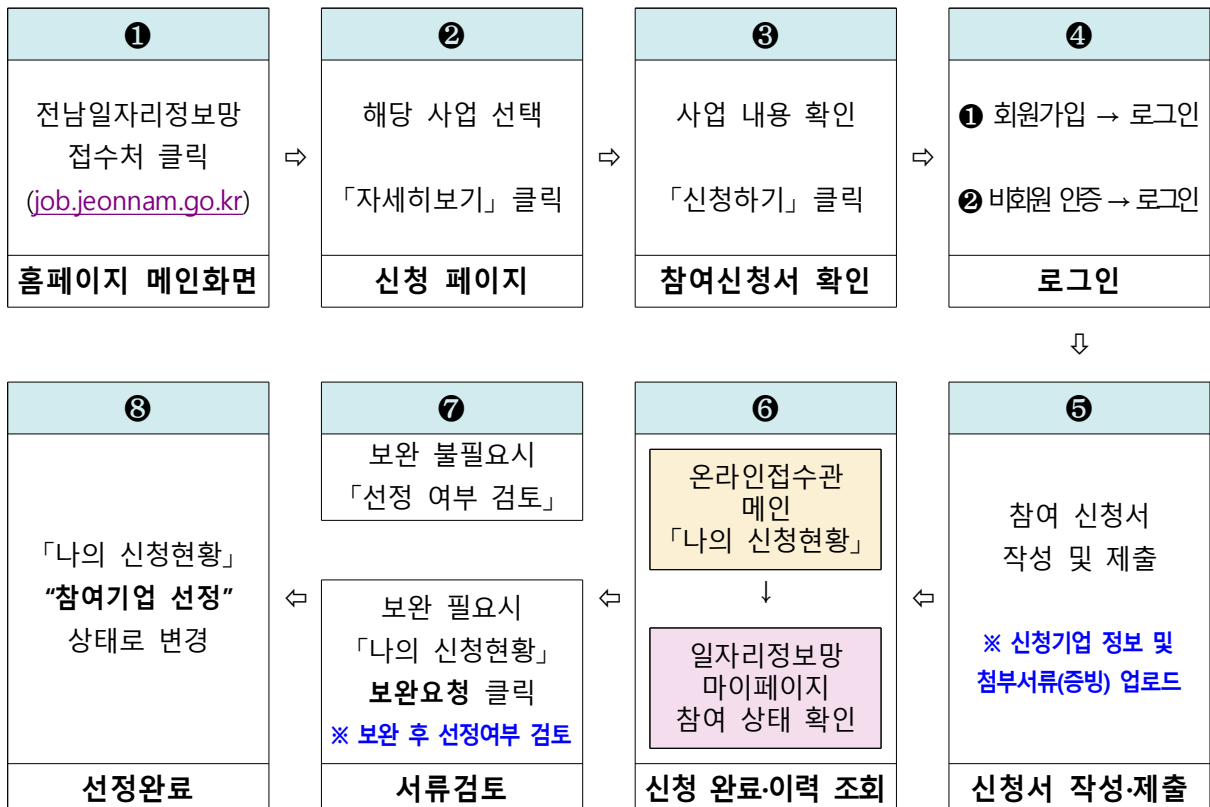 ❶
전남일자리정보망
접수처 클릭
(job.jeonnam.go.kr)
홈페이지 메인화면
⇨
❷
해당 사업 선택
「자세히보기」 클릭
신청 페이지
⇨
❸
사업 내용 확인
「신청하기」 클릭
참여신청서 확인
⇨
❹
❶ 회원가입 → 로그인
❷ 비회원 인증 → 로그인
로그인
⇩
❺
참여 신청서
작성 및 제출
※ 신청기업 정보 및
첨부서류(증빙) 업로드
신청서 작성·제출
⇦
❻
온라인접수관
메인
「나의 신청현황」
↓
일자리정보망
마이페이지
참여 상태 확인
신청 완료·이력 조회
⇦
❼
보완 불필요시
「선정 여부 검토」
보완 필요시
「나의 신청현황」
보완요청 클릭
※ 보완 후 선정여부 검토
서류검토
⇦
❽
「나의 신청현황」
“참여기업 선정”
상태로 변경
선정완료